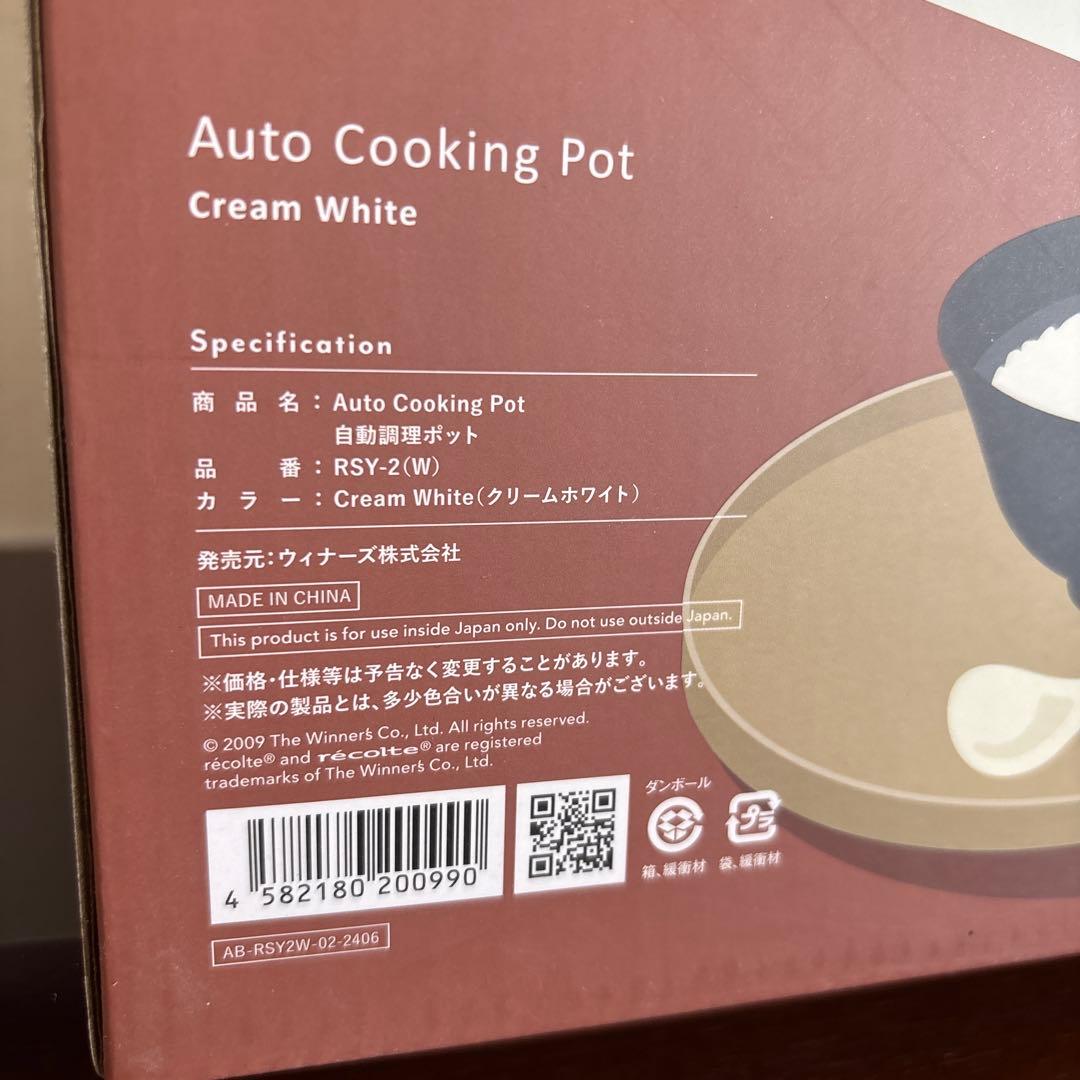 Auto Cooking Pot
Cream White
Specification
商品名：Auto Cooking Pot
自動調理ポット
品番：RSY-2(W)
カラー：Cream White(クリームホワイト)
発売元:ウィナーズ株式会社
MADE IN CHINA
This product is for use inside Japan only. Do not use outside Japan.
※価格・仕様等は予告なく変更することがあります。
※実際の製品とは、多少色合いが異なる場合がございます。
© 2009 The Winner's Co., Ltd. All rights reserved.
récolte® and récolte® are registered
trademarks of The Winner's Co., Ltd.
ダンボール
プラ
箱、緩衝材 袋、緩衝材
4 582180 200990
AB-RSY2W-02-2406